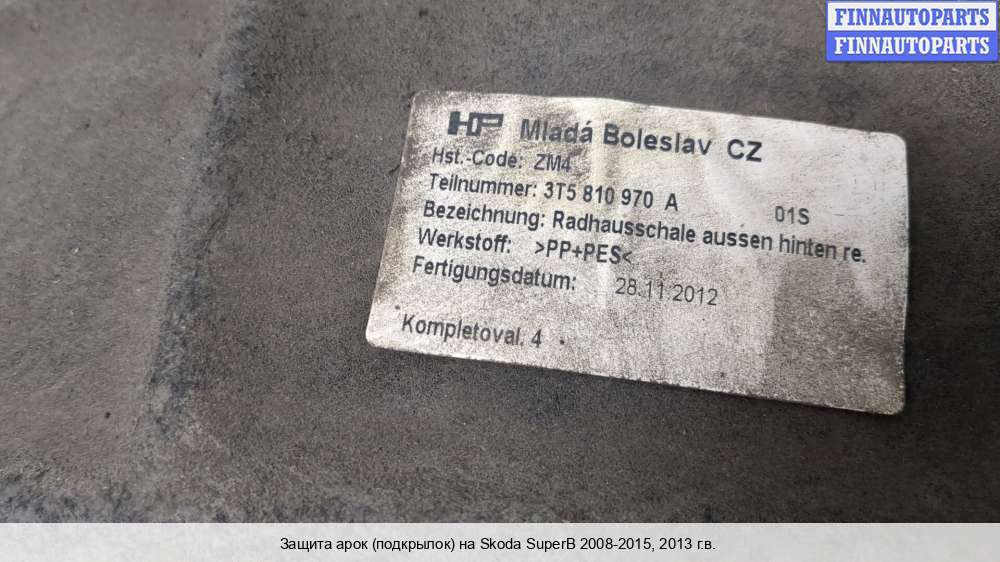 FINNAUTOPARTS
FINNAUTOPARTS
HP Mladá Boleslav CZ
Hst.-Code: ZM4
Teilnummer: 3T5 810 970 A 01S
Bezeichnung: Radhausschale aussen hinten re.
Werkstoff: >PP+PES<
Fertigungsdatum: 28.11.2012
Kompletoval. 4
Защита арок (подкрылок) на Skoda SuperB 2008-2015, 2013 г.в.